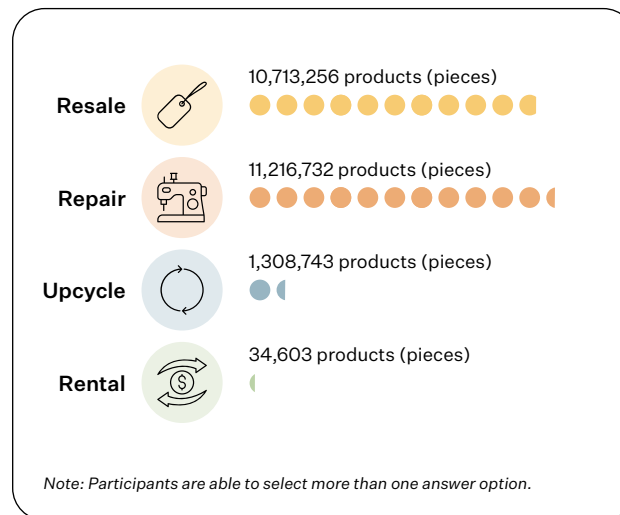 Resale
10,713,256 products (pieces)
Repair
11,216,732 products (pieces)
Upcycle
1,308,743 products (pieces)
Rental
$
34,603 products (pieces)
Note: Participants are able to select more than one answer option.